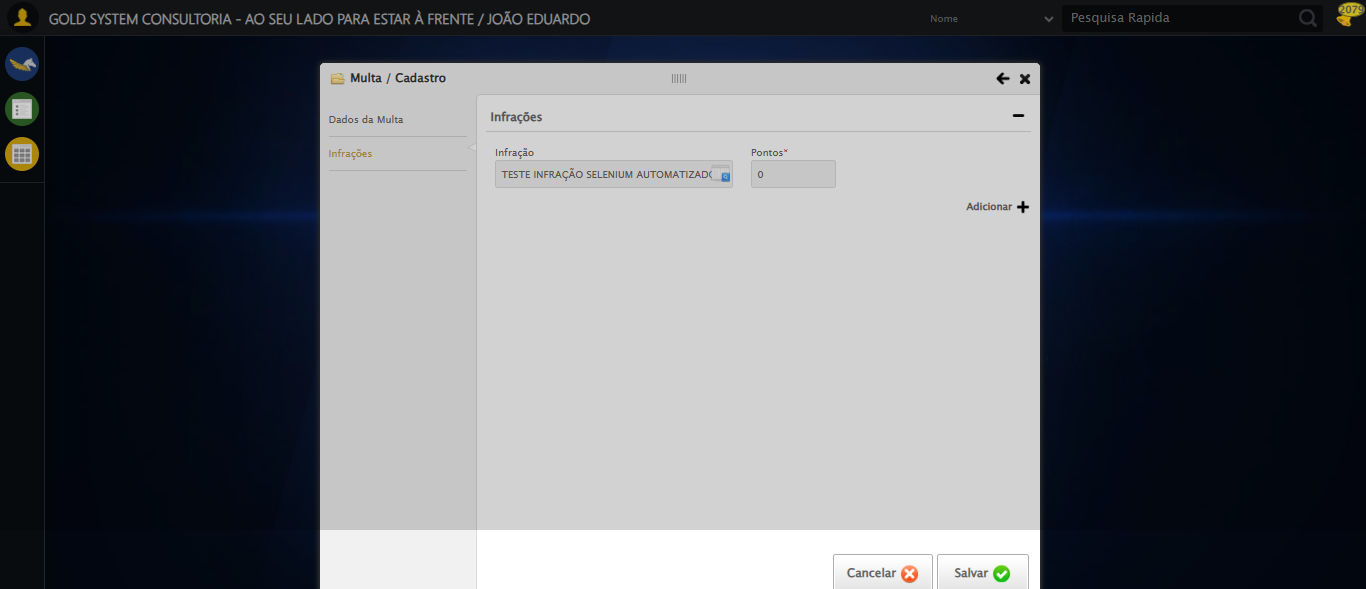 GOLD SYSTEM CONSULTORIA - AO SEU LADO PARA ESTAR À FRENTE / JOÃO EDUARDO
Nome
Pesquisa Rapida
2079
Multa / Cadastro
Dados da Multa
Infrações
Infrações
Infração
Pontos*
TESTE INFRAÇÃO SELENIUM AUTOMATIZADO
0
Adicionar
Cancelar
Salvar